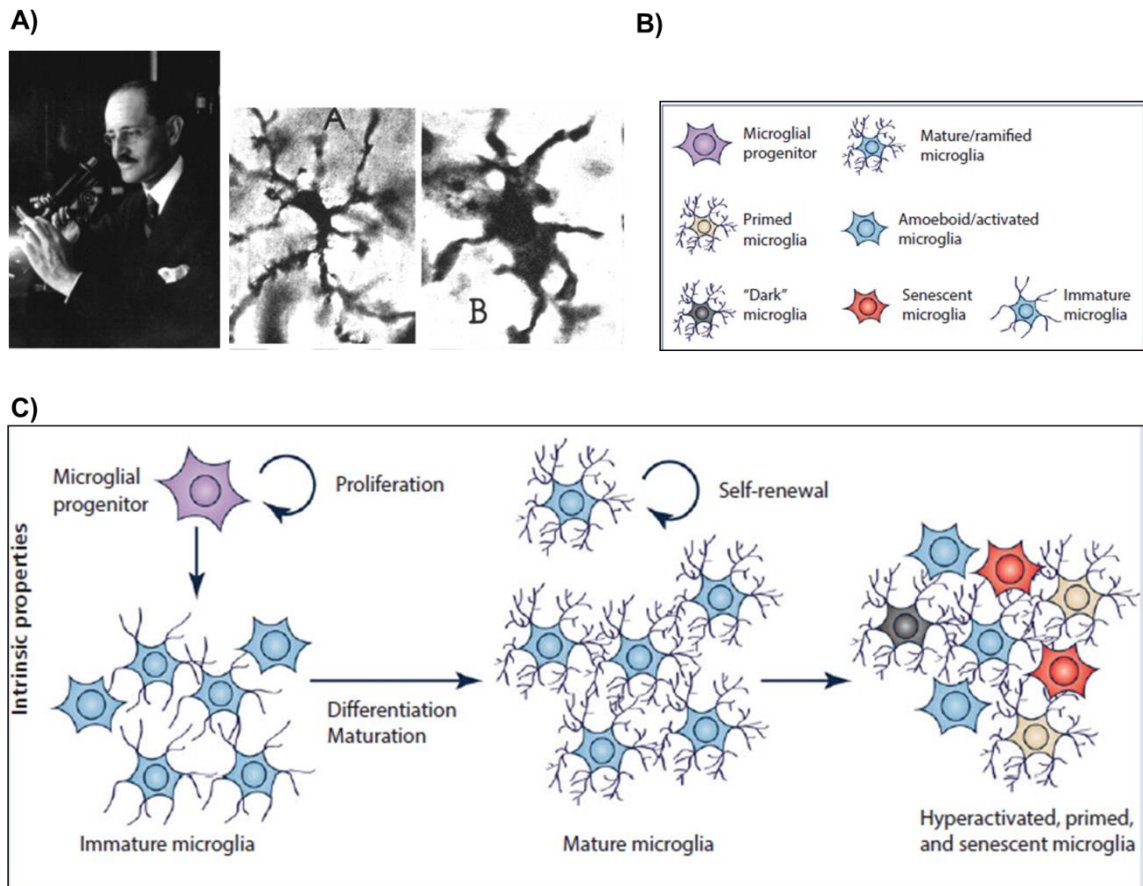 A)
B)
A
B
Microglial
progenitor
Mature/ramified
microglia
Primed
microglia
Amoeboid/activated
microglia
"Dark"
microglia
Senescent
microglia
Immature
microglia
C)
Intrinsic properties
Microglial
progenitor
Proliferation
Self-renewal
Differentiation
Maturation
Immature microglia
Mature microglia
Hyperactivated, primed,
and senescent microglia